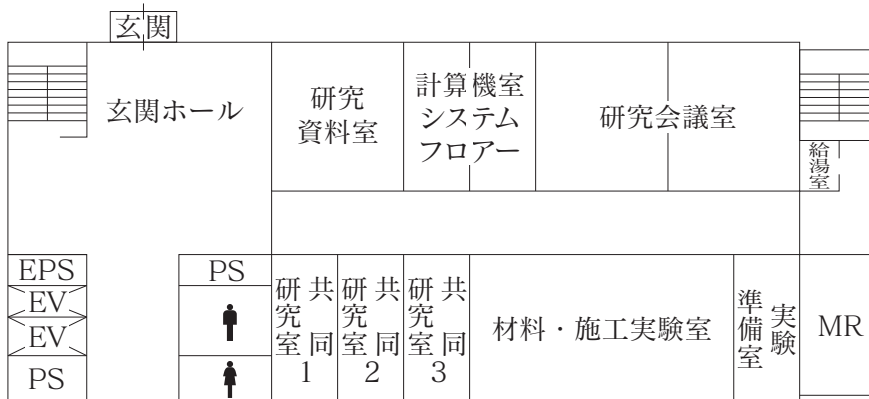 玄関
玄関ホール
研究
資料室
計算機室
システム
フロアー
研究会議室
給湯室
EPS
EV
EV
PS
PS
共同
研究室
1
共同
研究室
2
共同
研究室
3
材料・施工実験室
実験
準備室
MR